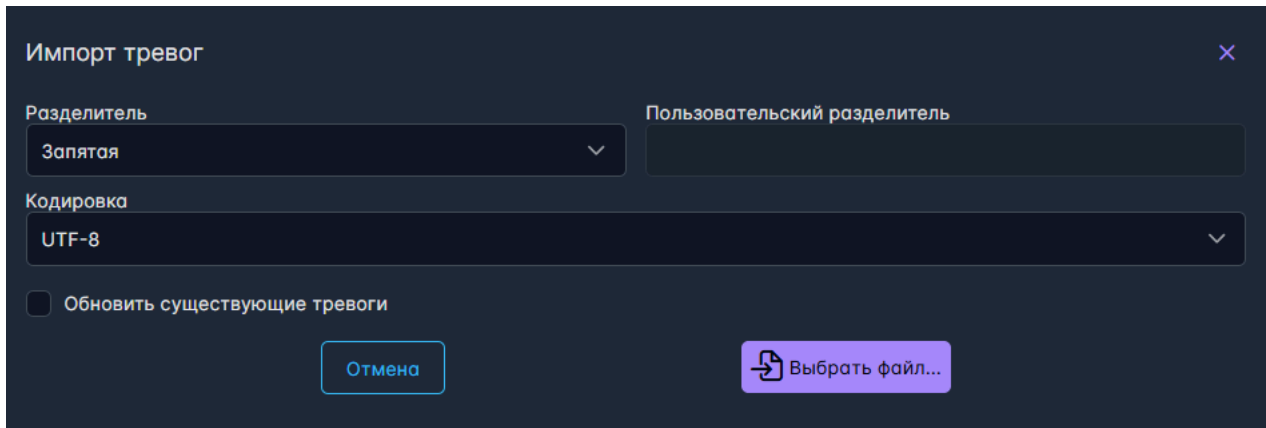 Импорт тревог
Разделитель
Пользовательский разделитель
Запятая
Кодировка
UTF-8
Обновить существующие тревоги
Отмена
Выбрать файл...